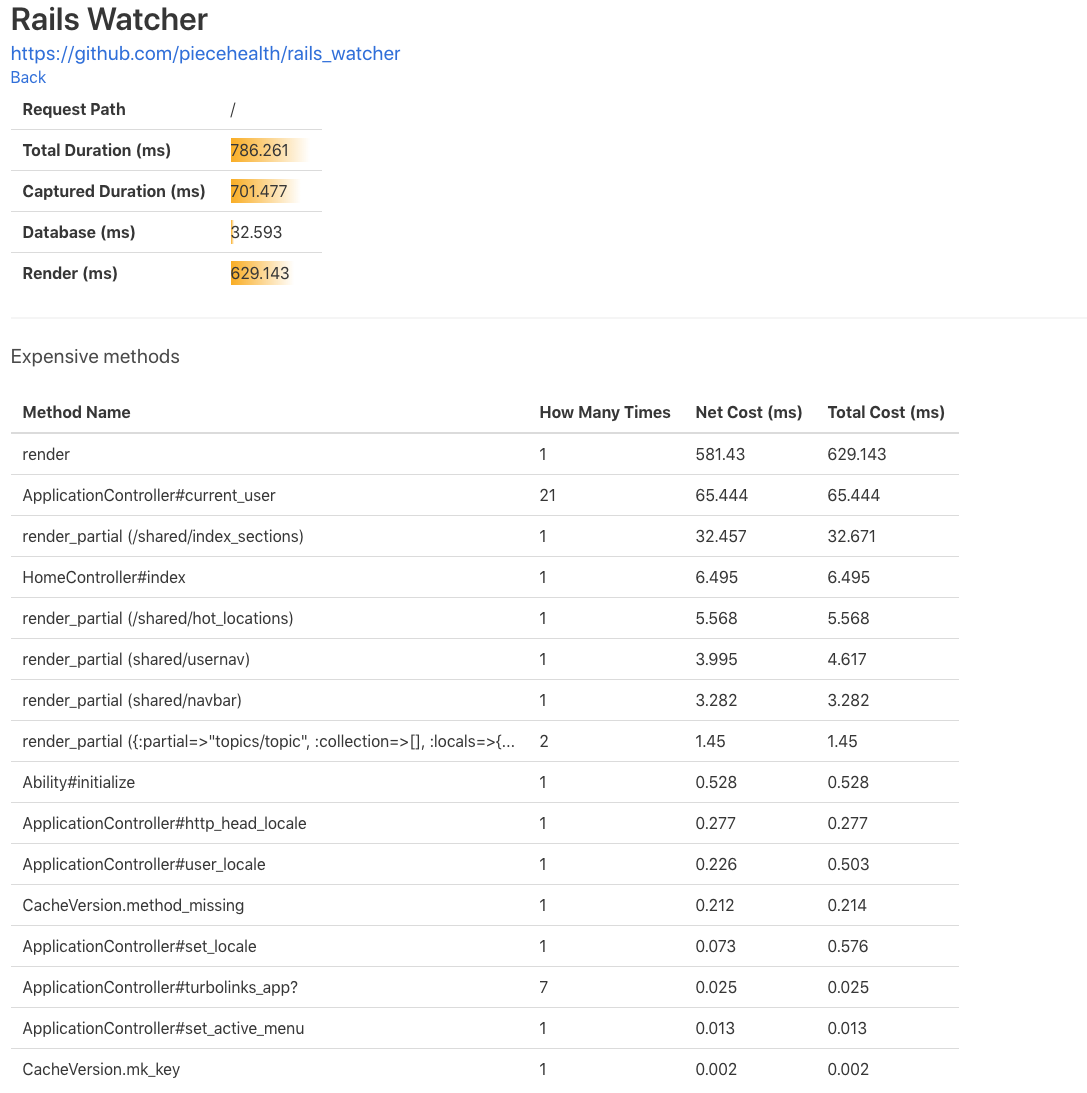 Rails Watcher
https://github.com/piecehealth/rails_watcher
Back
Request Path /
Total Duration (ms) 786.261
Captured Duration (ms) 701.477
Database (ms) 32.593
Render (ms) 629.143
Expensive methods
Method Name How Many Times Net Cost (ms) Total Cost (ms)
render 1 581.43 629.143
ApplicationController#current_user 21 65.444 65.444
render_partial (/shared/index_sections) 1 32.457 32.671
HomeController#index 1 6.495 6.495
render_partial (/shared/hot_locations) 1 5.568 5.568
render_partial (shared/usernav) 1 3.995 4.617
render_partial (shared/navbar) 1 3.282 3.282
render_partial ({:partial=>"topics/topic", :collection=>[], :locals=>{... 2 1.45 1.45
Ability#initialize 1 0.528 0.528
ApplicationController#http_head_locale 1 0.277 0.277
ApplicationController#user_locale 1 0.226 0.503
CacheVersion.method_missing 1 0.212 0.214
ApplicationController#set_locale 1 0.073 0.576
ApplicationController#turbolinks_app? 7 0.025 0.025
ApplicationController#set_active_menu 1 0.013 0.013
CacheVersion.mk_key 1 0.002 0.002